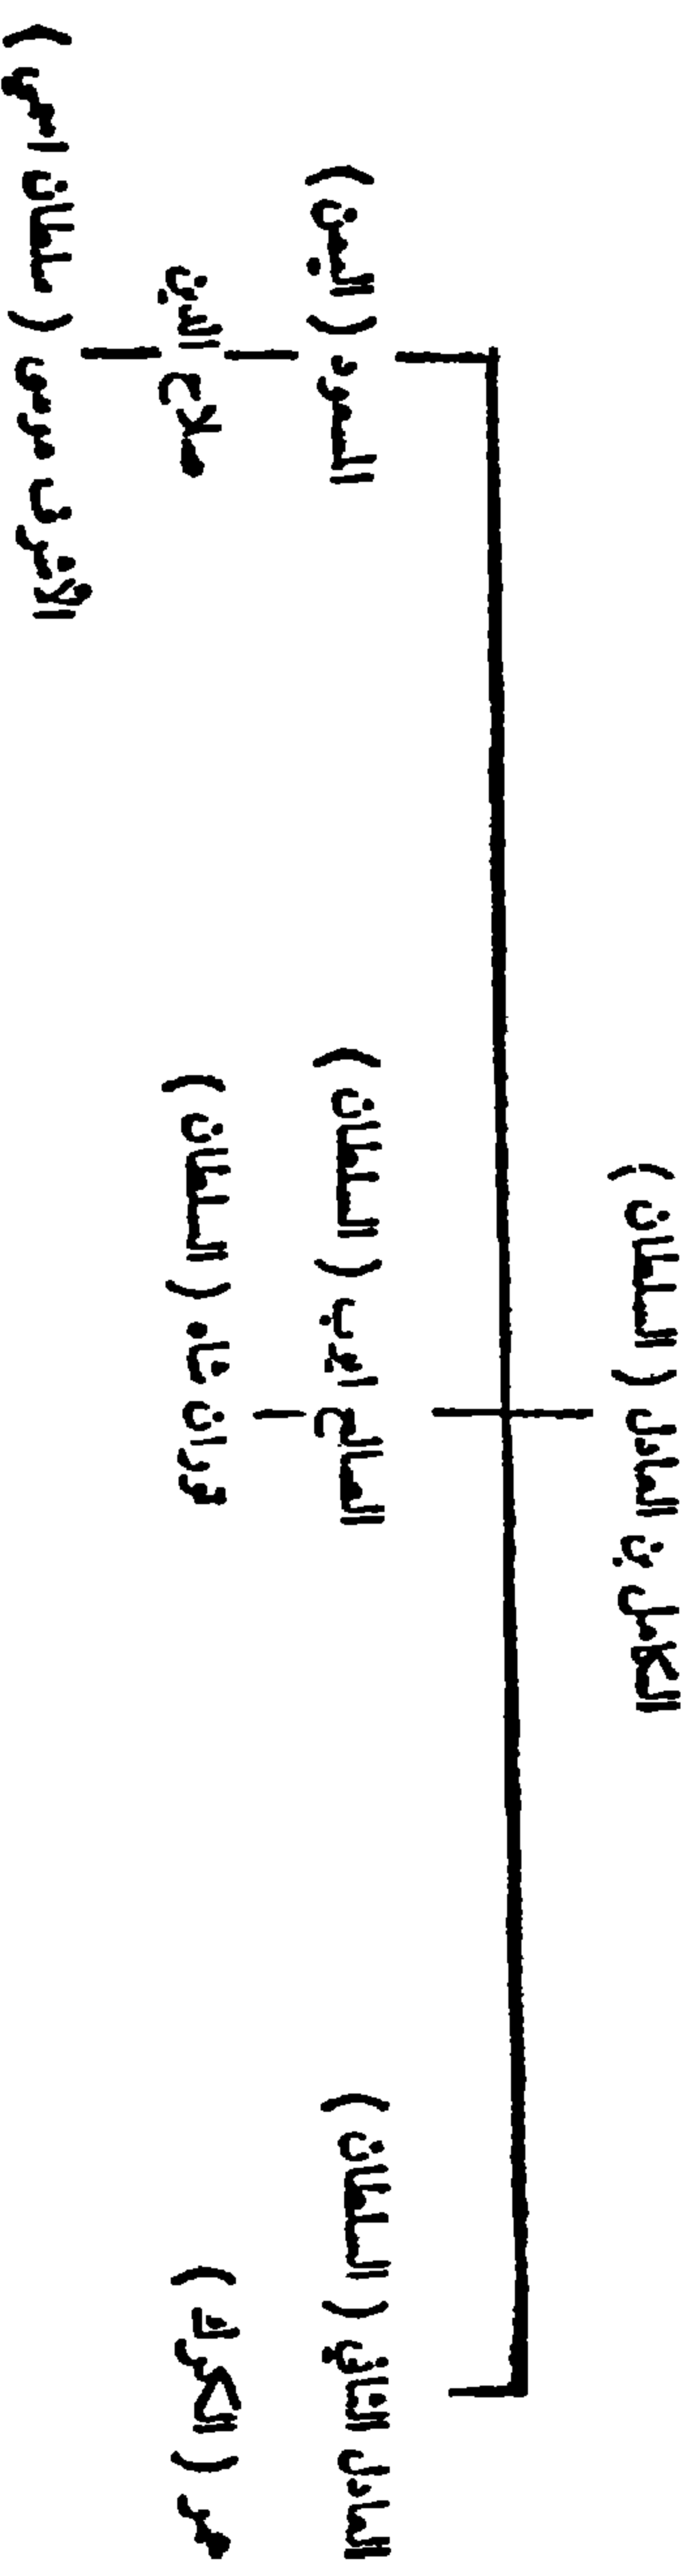 الكامل بن العادل ( السلطان )
العادل الثاني ( السلطان )
الصالح ايوب ( السلطان )
المسعود ( اليمن )
عمر ( الكرك )
توران شاه ( السلطان )
صلاح الدين
الأشرف موسى ( سلطان اسمي )